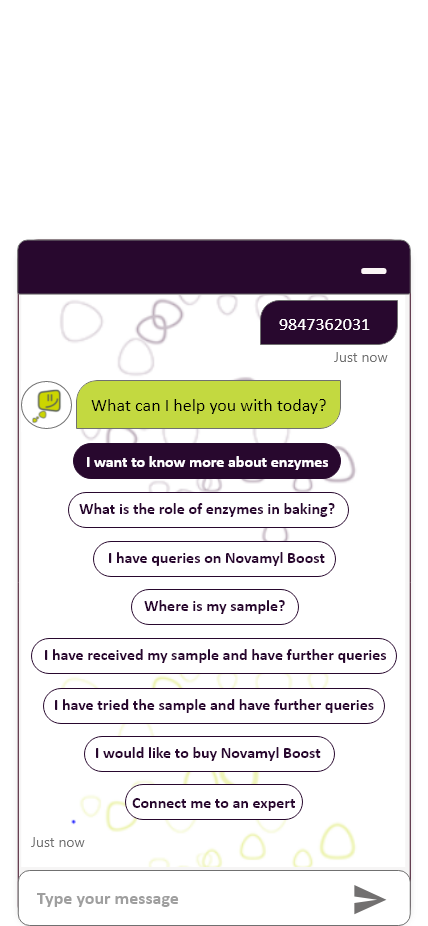 9847362031
Just now
What can I help you with today?
I want to know more about enzymes
What is the role of enzymes in baking?
I have queries on Novamyl Boost
Where is my sample?
I have received my sample and have further queries
I have tried the sample and have further queries
I would like to buy Novamyl Boost
Connect me to an expert
Just now
Type your message